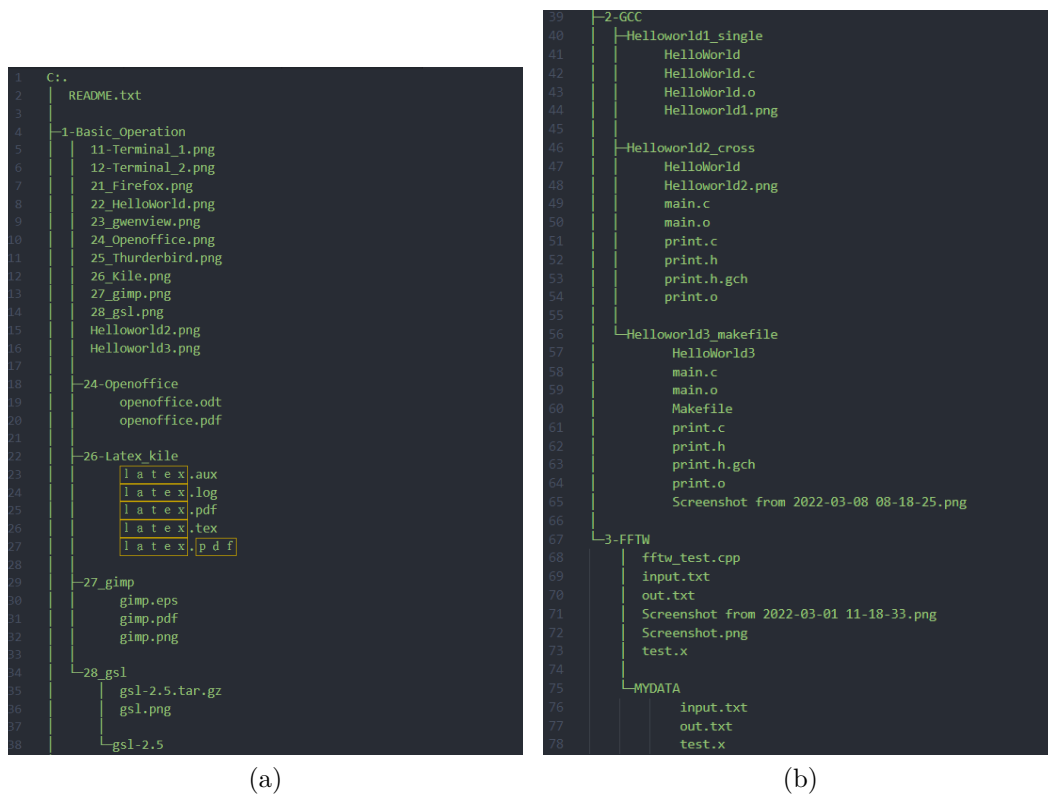 1 C:.
2 │ README.txt
3 │
4 ├─1-Basic_Operation
5 │ │ 11-Terminal_1.png
6 │ │ 12-Terminal_2.png
7 │ │ 21_Firefox.png
8 │ │ 22_HelloWorld.png
9 │ │ 23_gwenview.png
10 │ │ 24_Openoffice.png
11 │ │ 25_Thurderbird.png
12 │ │ 26_Kile.png
13 │ │ 27_gimp.png
14 │ │ 28_gsl.png
15 │ │ Helloworld2.png
16 │ │ Helloworld3.png
17 │ │
18 │ ├─24-Openoffice
19 │ │ openoffice.odt
20 │ │ openoffice.pdf
21 │ │
22 │ ├─26-Latex_kile
23 │ │ ｌａｔｅｘ.aux
24 │ │ ｌａｔｅｘ.log
25 │ │ ｌａｔｅｘ.pdf
26 │ │ ｌａｔｅｘ.tex
27 │ │ ｌａｔｅｘ.ｐｄｆ
28 │ │
29 │ ├─27_gimp
30 │ │ gimp.eps
31 │ │ gimp.pdf
32 │ │ gimp.png
33 │ │
34 │ └─28_gsl
35 │ │ gsl-2.5.tar.gz
36 │ │ gsl.png
37 │ │
38 │ └─gsl-2.5
(a)
39 ├─2-GCC
40 │ ├─Helloworld1_single
41 │ │ HelloWorld
42 │ │ HelloWorld.c
43 │ │ HelloWorld.o
44 │ │ Helloworld1.png
45 │ │
46 │ ├─Helloworld2_cross
47 │ │ HelloWorld
48 │ │ Helloworld2.png
49 │ │ main.c
50 │ │ main.o
51 │ │ print.c
52 │ │ print.h
53 │ │ print.h.gch
54 │ │ print.o
55 │ │
56 │ └─Helloworld3_makefile
57 │ HelloWorld3
58 │ main.c
59 │ main.o
60 │ Makefile
61 │ print.c
62 │ print.h
63 │ print.h.gch
64 │ print.o
65 │ Screenshot from 2022-03-08 08-18-25.png
66 │
67 └─3-FFTW
68 │ fftw_test.cpp
69 │ input.txt
70 │ out.txt
71 │ Screenshot from 2022-03-01 11-18-33.png
72 │ Screenshot.png
73 │ test.x
74 │
75 └─MYDATA
76 input.txt
77 out.txt
78 test.x
(b)